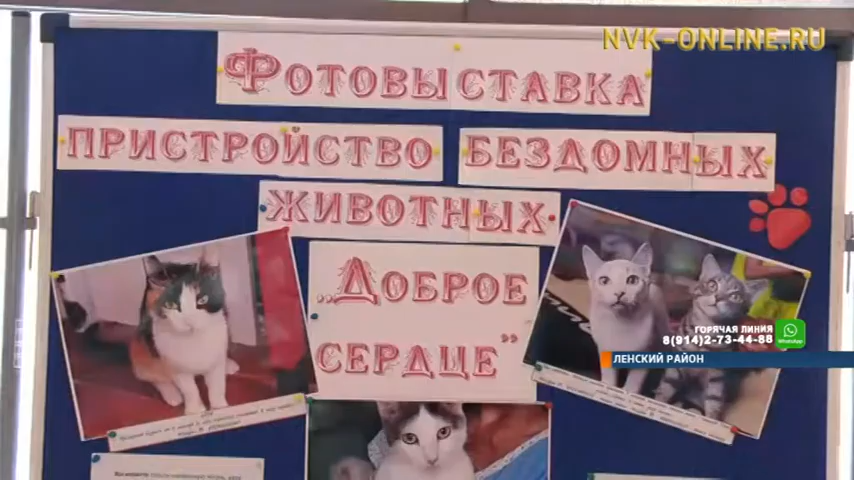 NVK-ONLINE.RU
ФОТОВЫСТАВКА
ПРИСТРОЙСТВО БЕЗДОМНЫХ
ЖИВОТНЫХ
„ДОБРОЕ
СЕРДЦЕ”
ГОРЯЧАЯ ЛИНИЯ
8(914)2-73-44-88
WhatsApp
ЛЕНСКИЙ РАЙОН